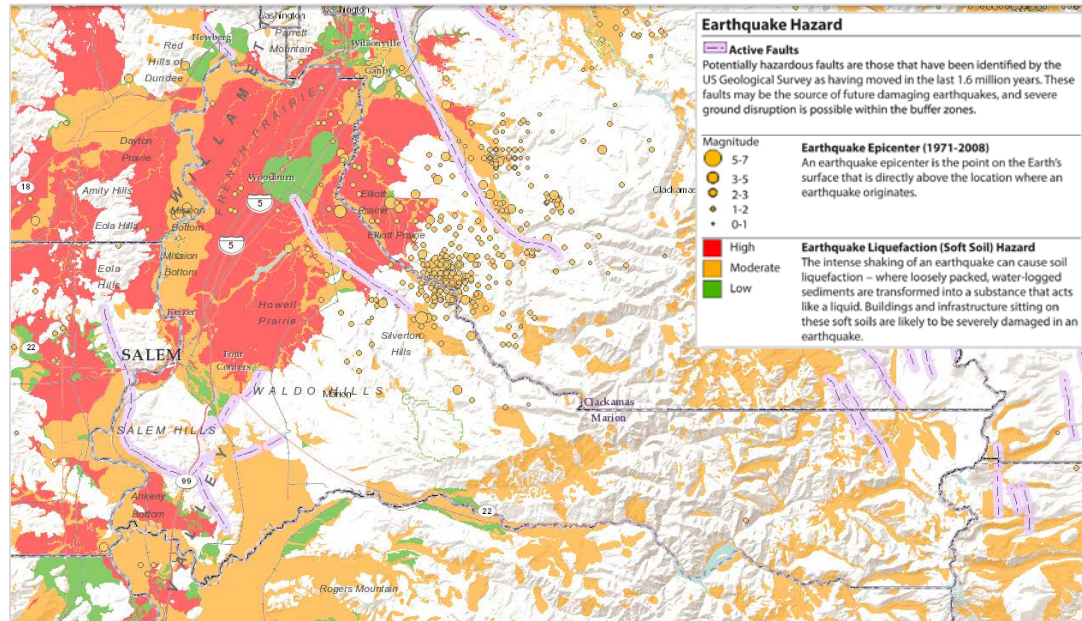 Washington
Washington
Newberg
Parrett
Mountain
Wilsonville
Red
Hills of
Dundee
Canby
WILLAMET
FRENCH PRAIRIE
Dayton
Prairie
18
Amity Hills
Woodburn
5
Elliott
Prairie
Clackamas
Mission
Bottom
Eola Hills
Elliott Prairie
5
Mission
Bottom
Eola
Hills
Howell
Prairie
Keizer
22
SALEM
Silverton
Hills
Four
Corners
WALDO HILLS
Marion
Clackamas
Marion
SALEM HILLS
VALLEY
99
Ankeny
Bottom
22
Rogers Mountain
Earthquake Hazard
Active Faults
Potentially hazardous faults are those that have been identified by the
US Geological Survey as having moved in the last 1.6 million years. These
faults may be the source of future damaging earthquakes, and severe
ground disruption is possible within the buffer zones.
Magnitude
5-7
3-5
2-3
1-2
0-1
Earthquake Epicenter (1971-2008)
An earthquake epicenter is the point on the Earth's
surface that is directly above the location where an
earthquake originates.
High
Moderate
Low
Earthquake Liquefaction (Soft Soil) Hazard
The intense shaking of an earthquake can cause soil
liquefaction – where loosely packed, water-logged
sediments are transformed into a substance that acts
like a liquid. Buildings and infrastructure sitting on
these soft soils are likely to be severely damaged in an
earthquake.